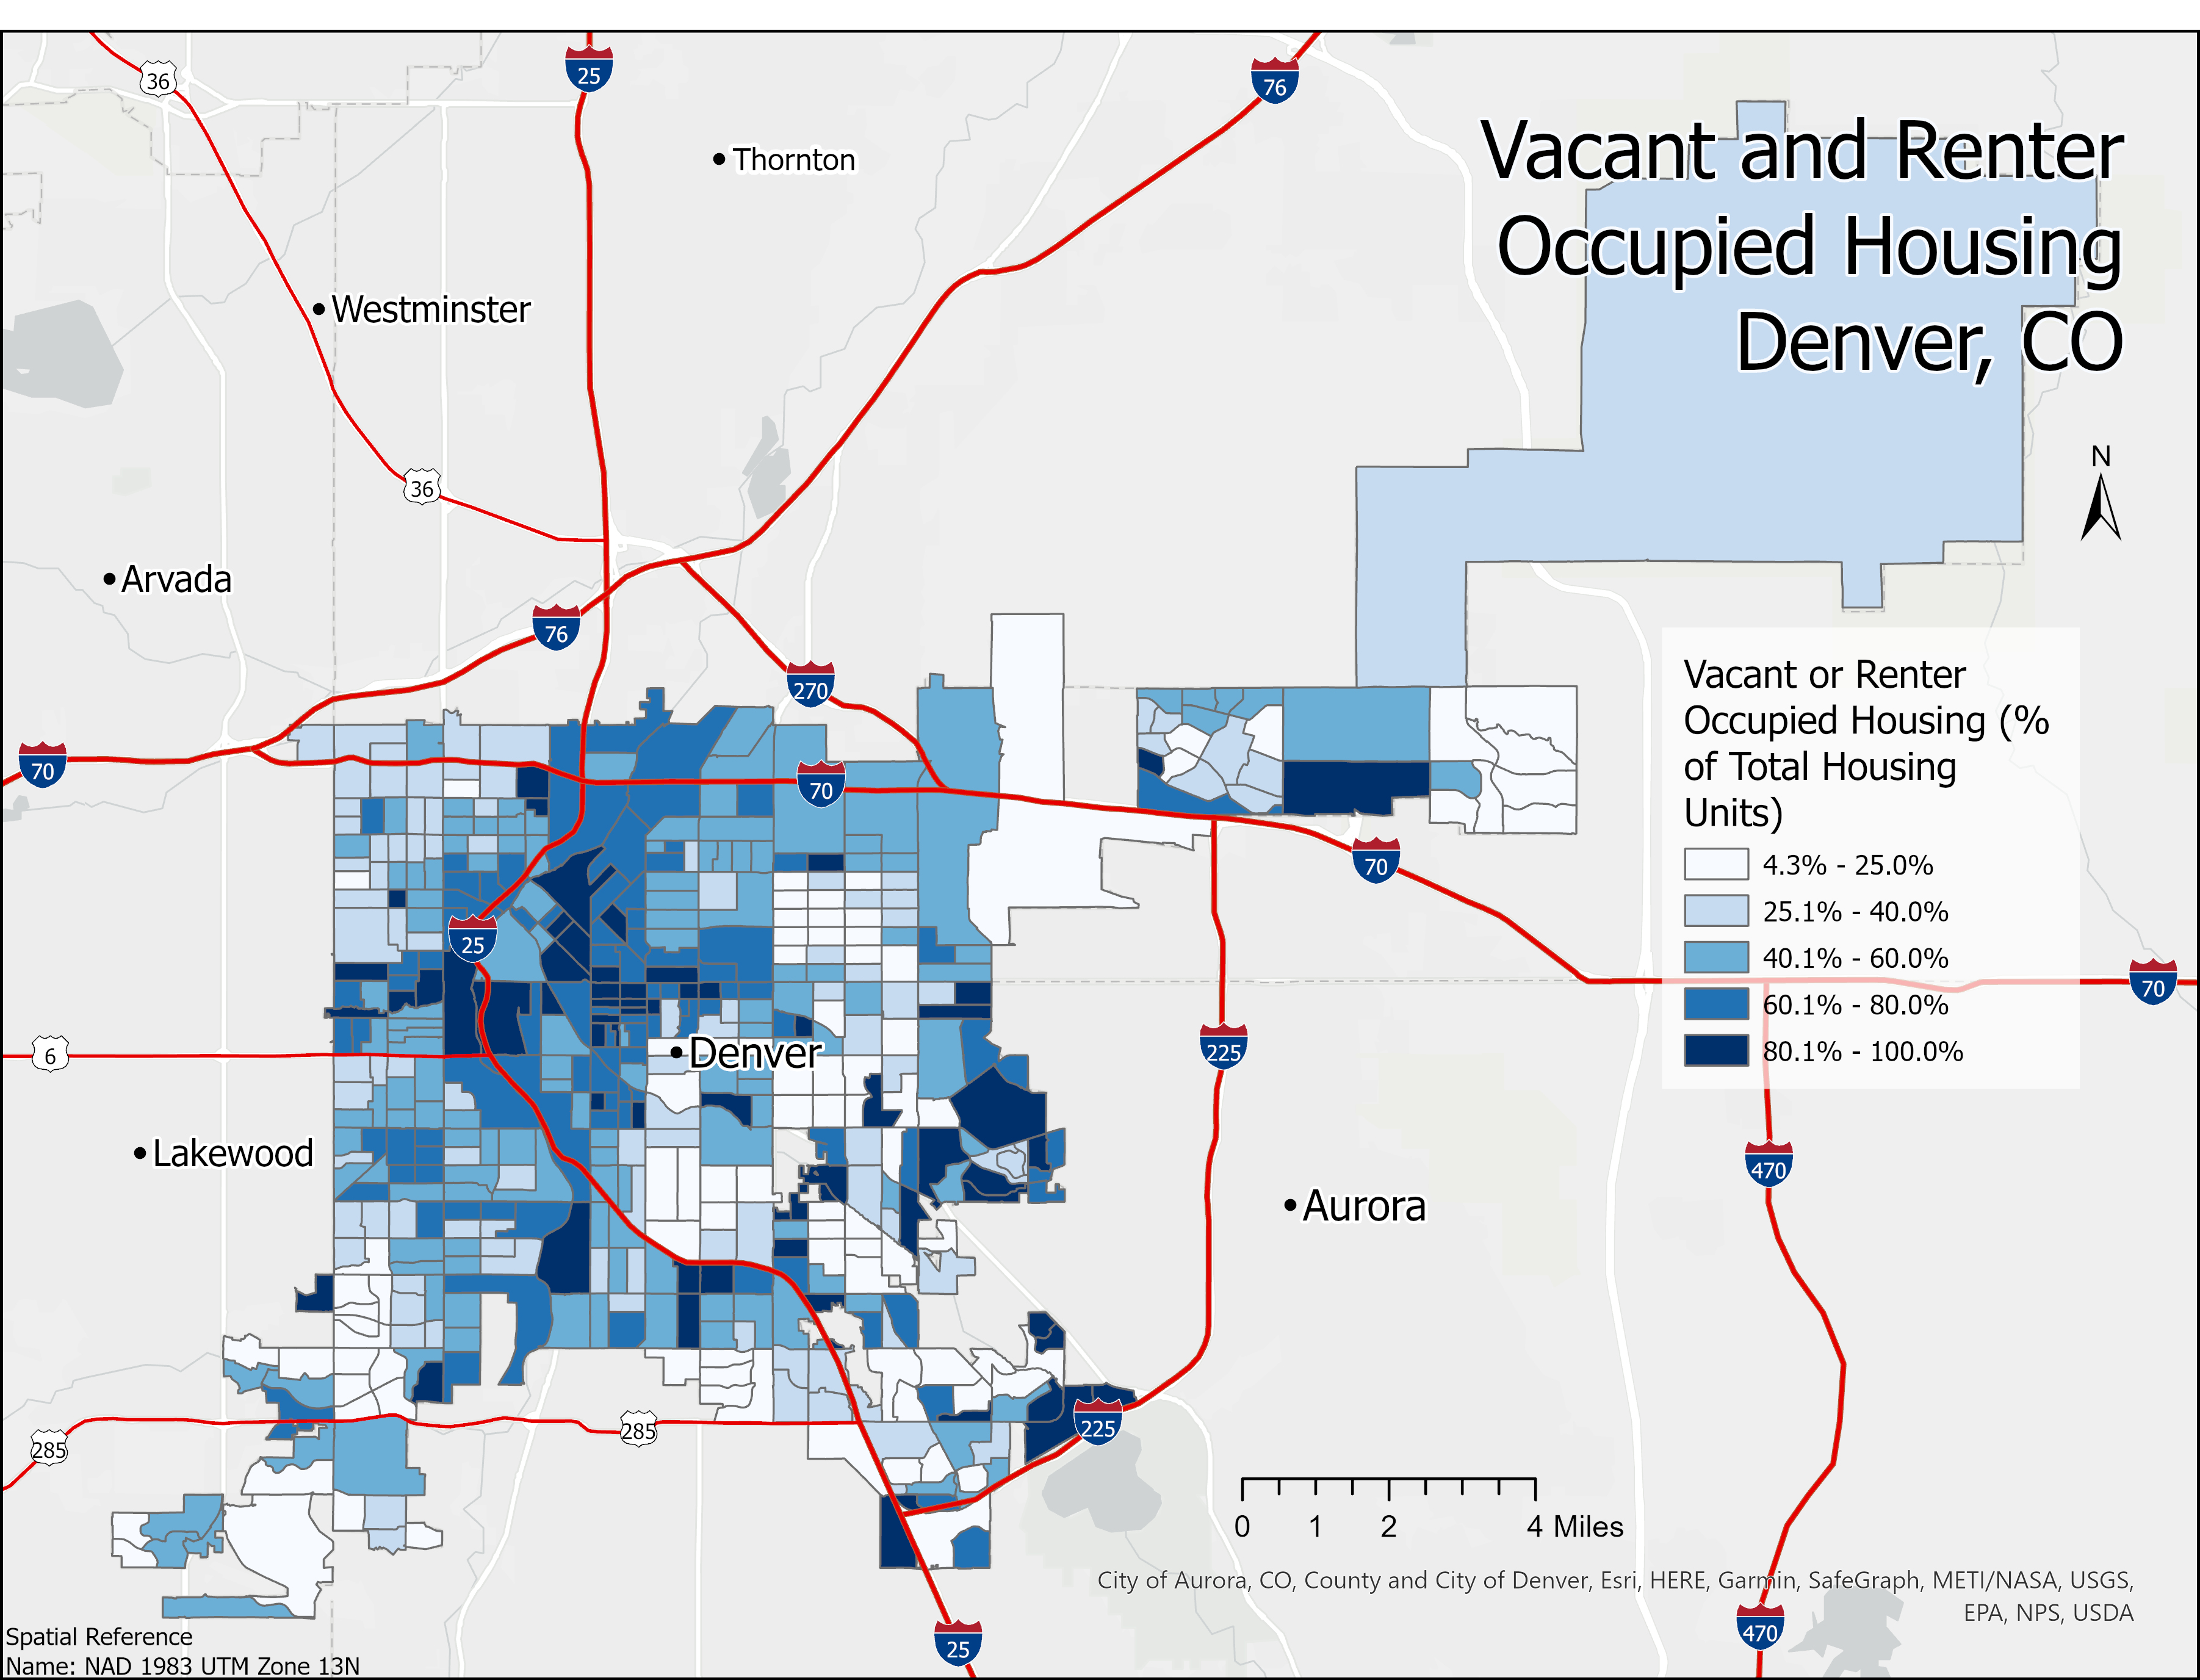 36
25
76
Thornton
Vacant and Renter
Occupied Housing
Denver, CO
Westminster
36
N
Arvada
76
270
70
70
70
25
Vacant or Renter
Occupied Housing (%
of Total Housing
Units)
4.3% - 25.0%
25.1% - 40.0%
40.1% - 60.0%
60.1% - 80.0%
80.1% - 100.0%
70
6
Denver
225
Lakewood
470
Aurora
285
285
225
0 1 2 4 Miles
City of Aurora, CO, County and City of Denver, Esri, HERE, Garmin, SafeGraph, METI/NASA, USGS,
EPA, NPS, USDA
25
470
Spatial Reference
Name: NAD 1983 UTM Zone 13N